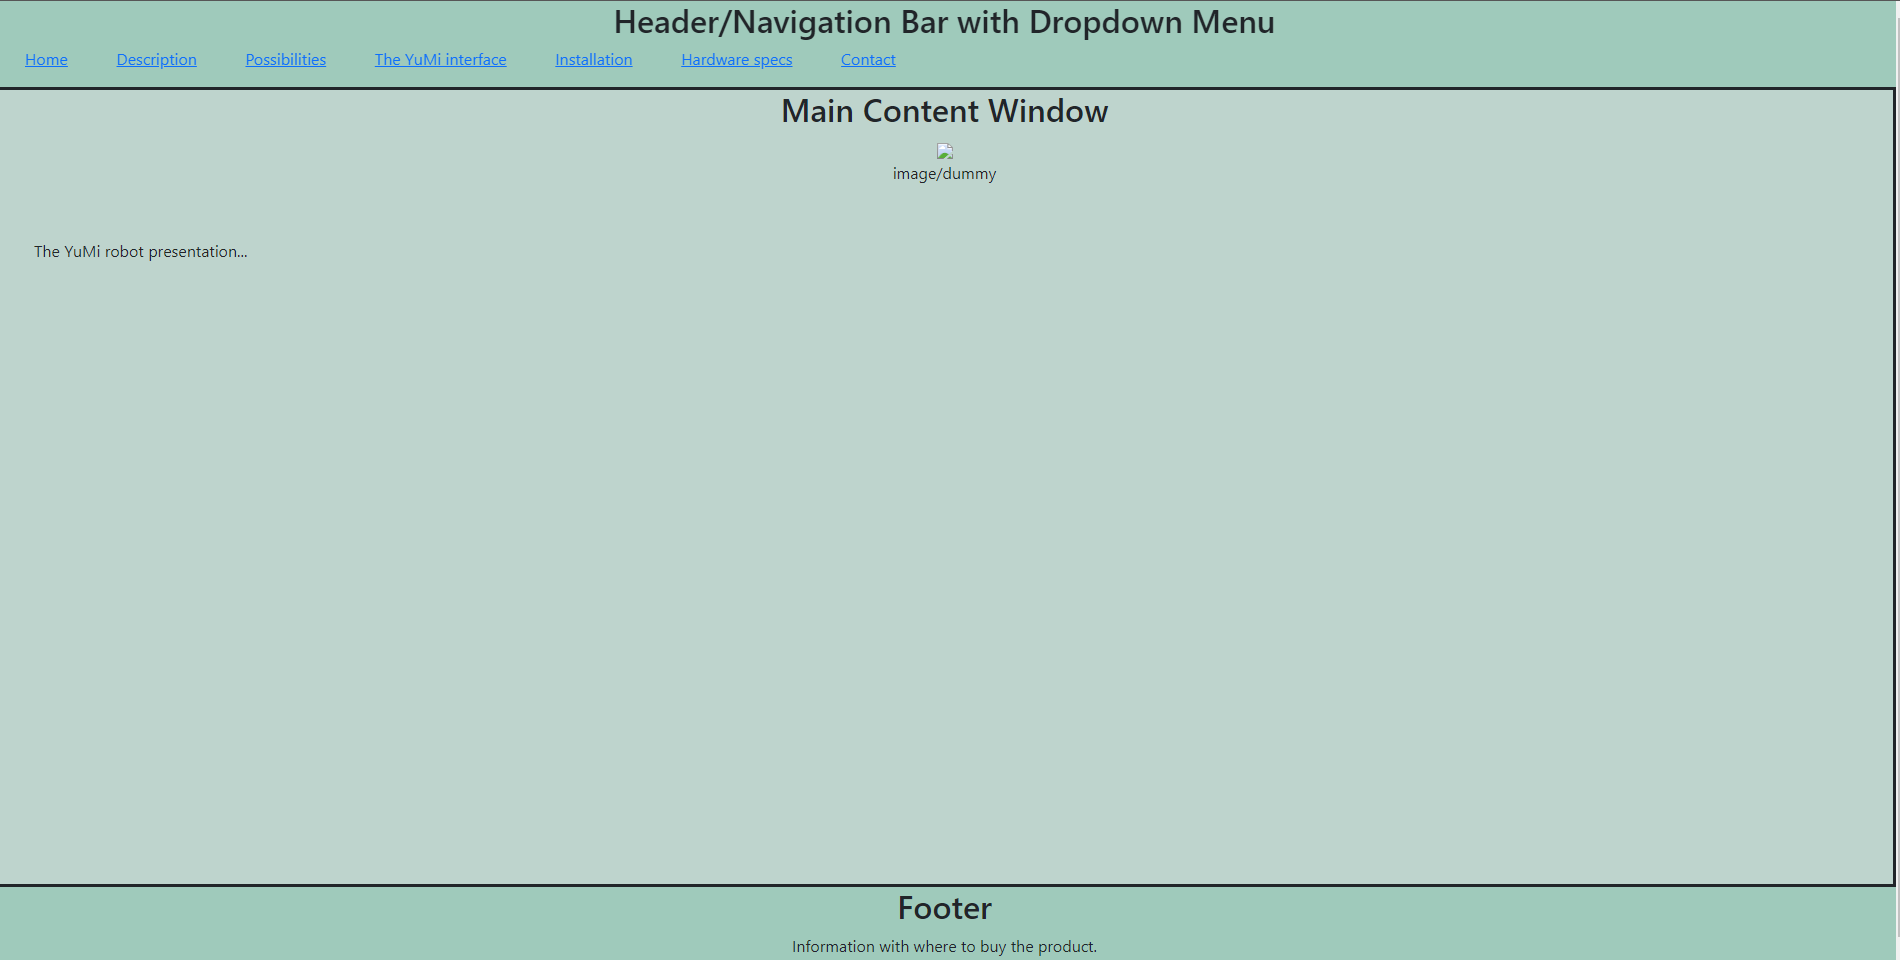 Header/Navigation Bar with Dropdown Menu
Home Description Possibilities The YuMi interface Installation Hardware specs Contact
Main Content Window
image/dummy
The YuMi robot presentation...
Footer
Information with where to buy the product.